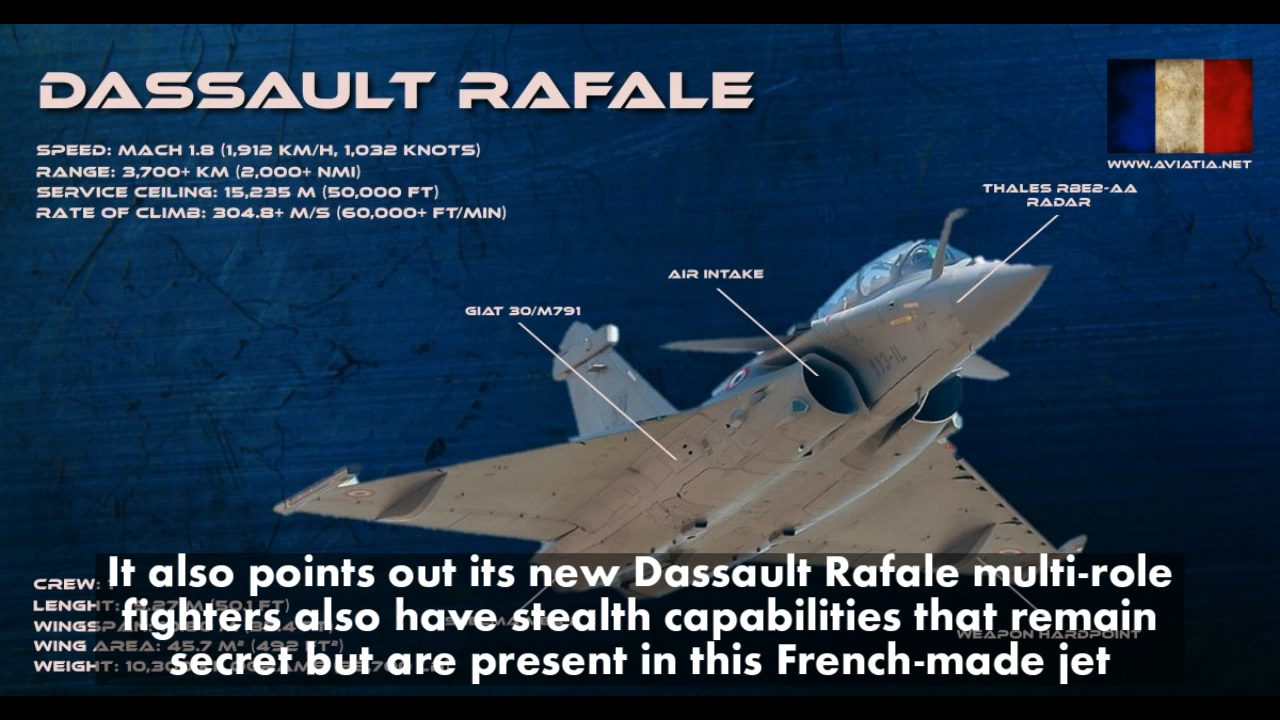 DASSAULT RAFALE
SPEED: MACH 1.8 (1,912 KM/H, 1,032 KNOTS)
RANGE: 3,700+ KM (2,000+ NMI)
SERVICE CEILING: 15,235 M (50,000 FT)
RATE OF CLIMB: 304.8+ M/S (60,000+ FT/MIN)
WWW.AVIATIA.NET
THALES RBE2-AA
RADAR
AIR INTAKE
GIAT 30/M791
CREW:
LENGHT: (50.1 FT)
WINGSPAN:
WING AREA: 45.7 M² (492 FT²)
WEIGHT:
WEAPON HARDPOINT
It also points out its new Dassault Rafale multi-role
fighters also have stealth capabilities that remain
secret but are present in this French-made jet